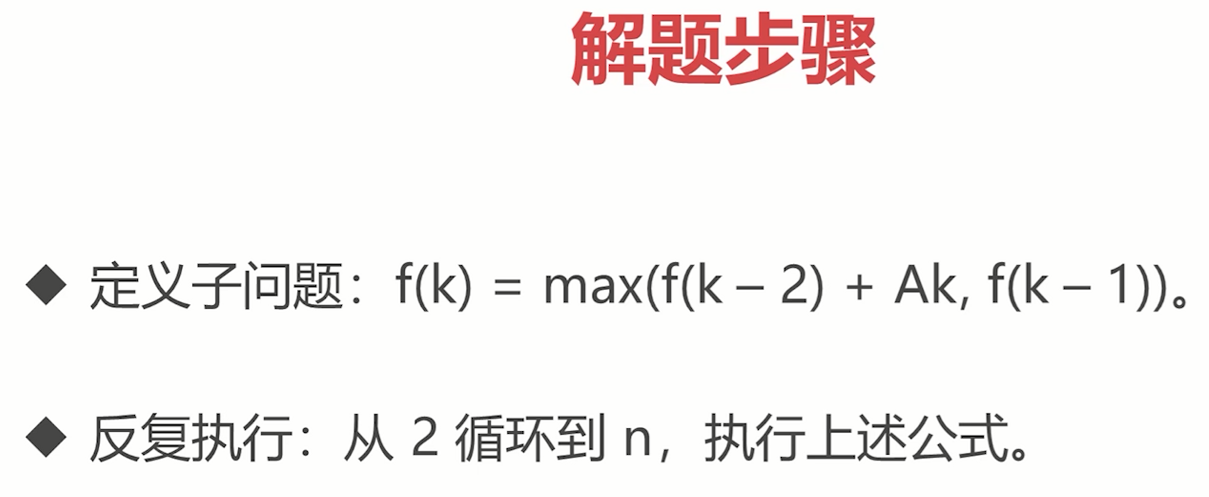 解题步骤
◆ 定义子问题：f(k) = max(f(k – 2) + Ak, f(k – 1))。
◆ 反复执行：从 2 循环到 n，执行上述公式。